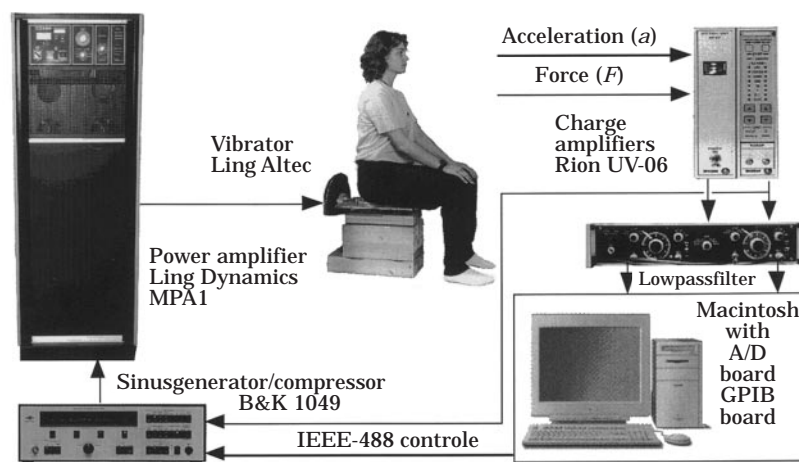 Acceleration (a)
Force (F)
Charge
amplifiers
Rion UV-06
Vibrator
Ling Altec
Power amplifier
Ling Dynamics
MPA1
Lowpassfilter
Macintosh
with
A/D
board
GPIB
board
Sinusgenerator/compressor
B&K 1049
IEEE-488 controle